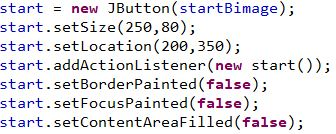 start = new JButton(startBimage);
start.setSize(250,80);
start.setLocation(200,350);
start.addActionListener(new start());
start.setBorderPainted(false);
start.setFocusPainted(false);
start.setContentAreaFilled(false);